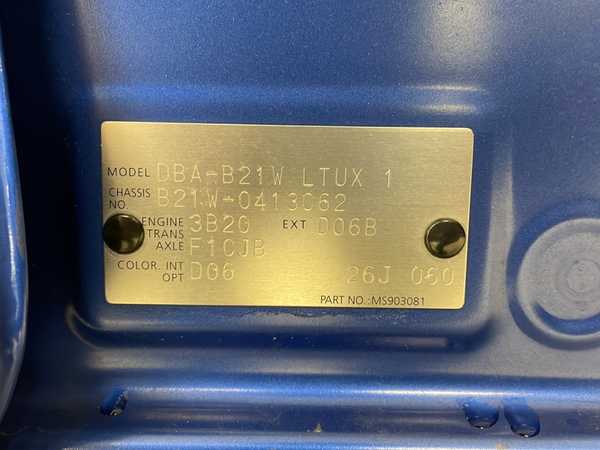 MODEL DBA-B21W LTUX 1
CHASSIS NO. B21W-0413062
ENGINE 3B20 EXT D06B
TRANS AXLE F1CJB
COLOR. INT D06
OPT 26J 060
PART NO.:MS903081